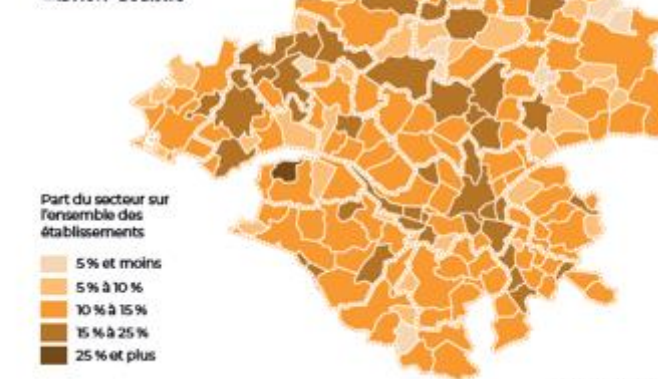 Part du secteur sur
l'ensemble des
établissements
5 % et moins
5 % à 10 %
10 % à 15 %
15 % à 25 %
25 % et plus